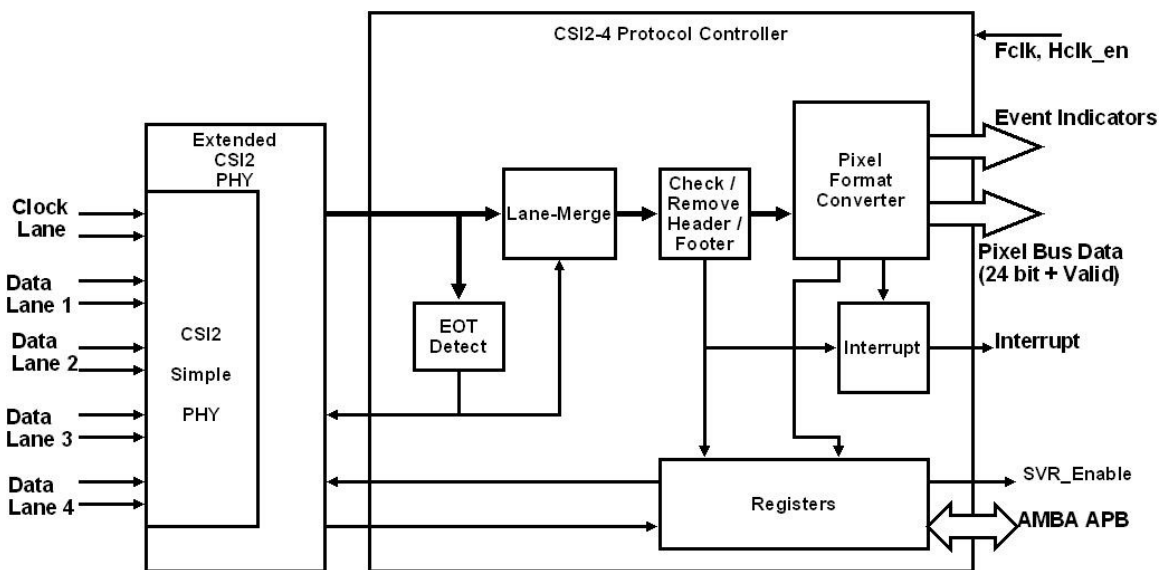 CSI2-4 Protocol Controller
Fclk, Hclk_en
Extended
CSI2
PHY
Clock
Lane
Data
Lane 1
Data
Lane 2
Data
Lane 3
Data
Lane 4
CSI2
Simple
PHY
Lane-Merge
EOT
Detect
Check /
Remove
Header /
Footer
Pixel
Format
Converter
Event Indicators
Pixel Bus Data
(24 bit + Valid)
Interrupt
Interrupt
Registers
SVR_Enable
AMBA APB